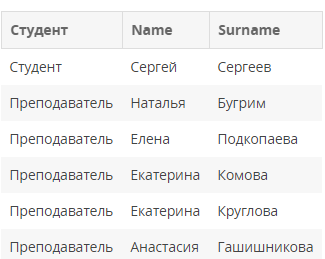 Студент Name Surname
Студент Сергей Сергеев
Преподаватель Наталья Бугрим
Преподаватель Елена Подкопаева
Преподаватель Екатерина Комова
Преподаватель Екатерина Круглова
Преподаватель Анастасия Гашишникова